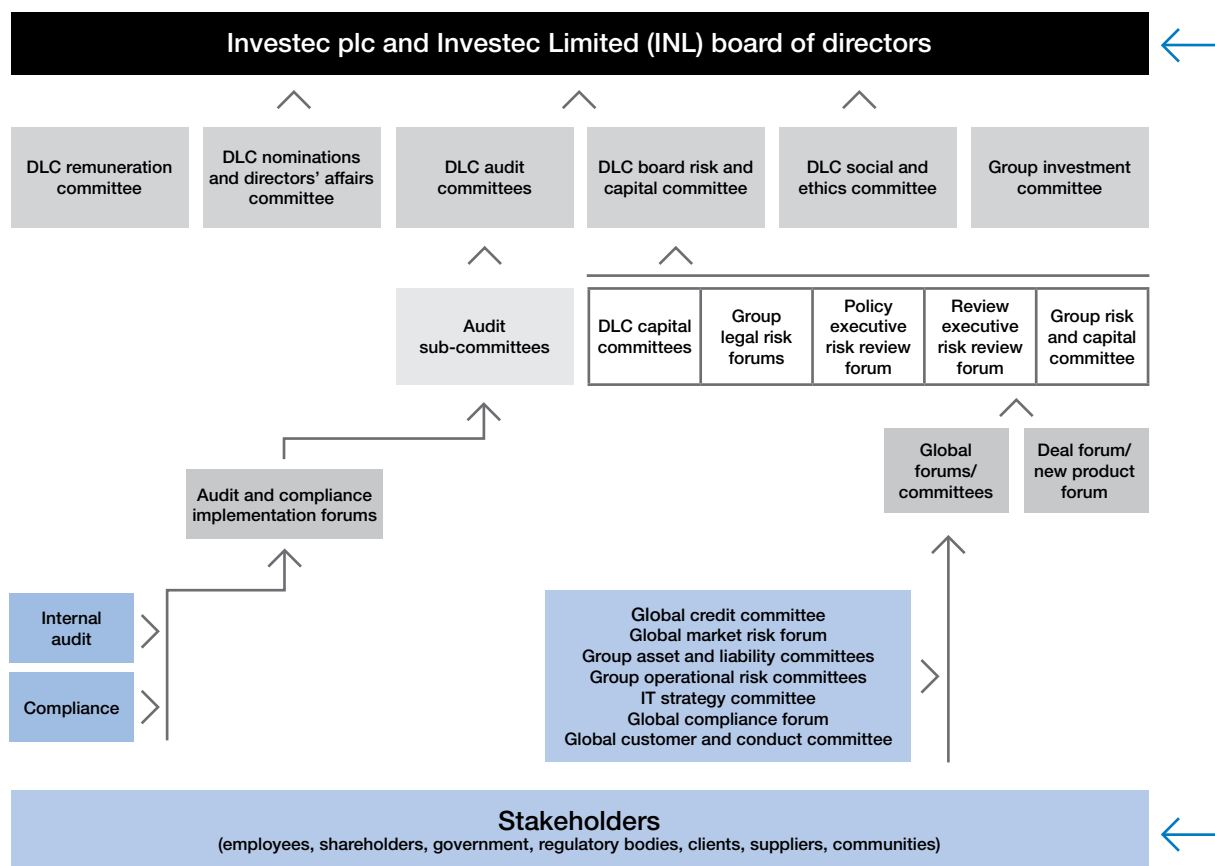 Investec plc and Investec Limited (INL) board of directors
DLC remuneration
committee
DLC nominations
and directors' affairs
committee
DLC audit
committees
DLC board risk and
capital committee
DLC social and
ethics committee
Group investment
committee
Audit
sub-committees
DLC capital
committees
Group
legal risk
forums
Policy
executive
risk review
forum
Review
executive
risk review
forum
Group risk
and capital
committee
Global
forums/
committees
Deal forum/
new product
forum
Audit and compliance
implementation forums
Internal
audit
Compliance
Global credit committee
Global market risk forum
Group asset and liability committees
Group operational risk committees
IT strategy committee
Global compliance forum
Global customer and conduct committee
Stakeholders
(employees, shareholders, government, regulatory bodies, clients, suppliers, communities)